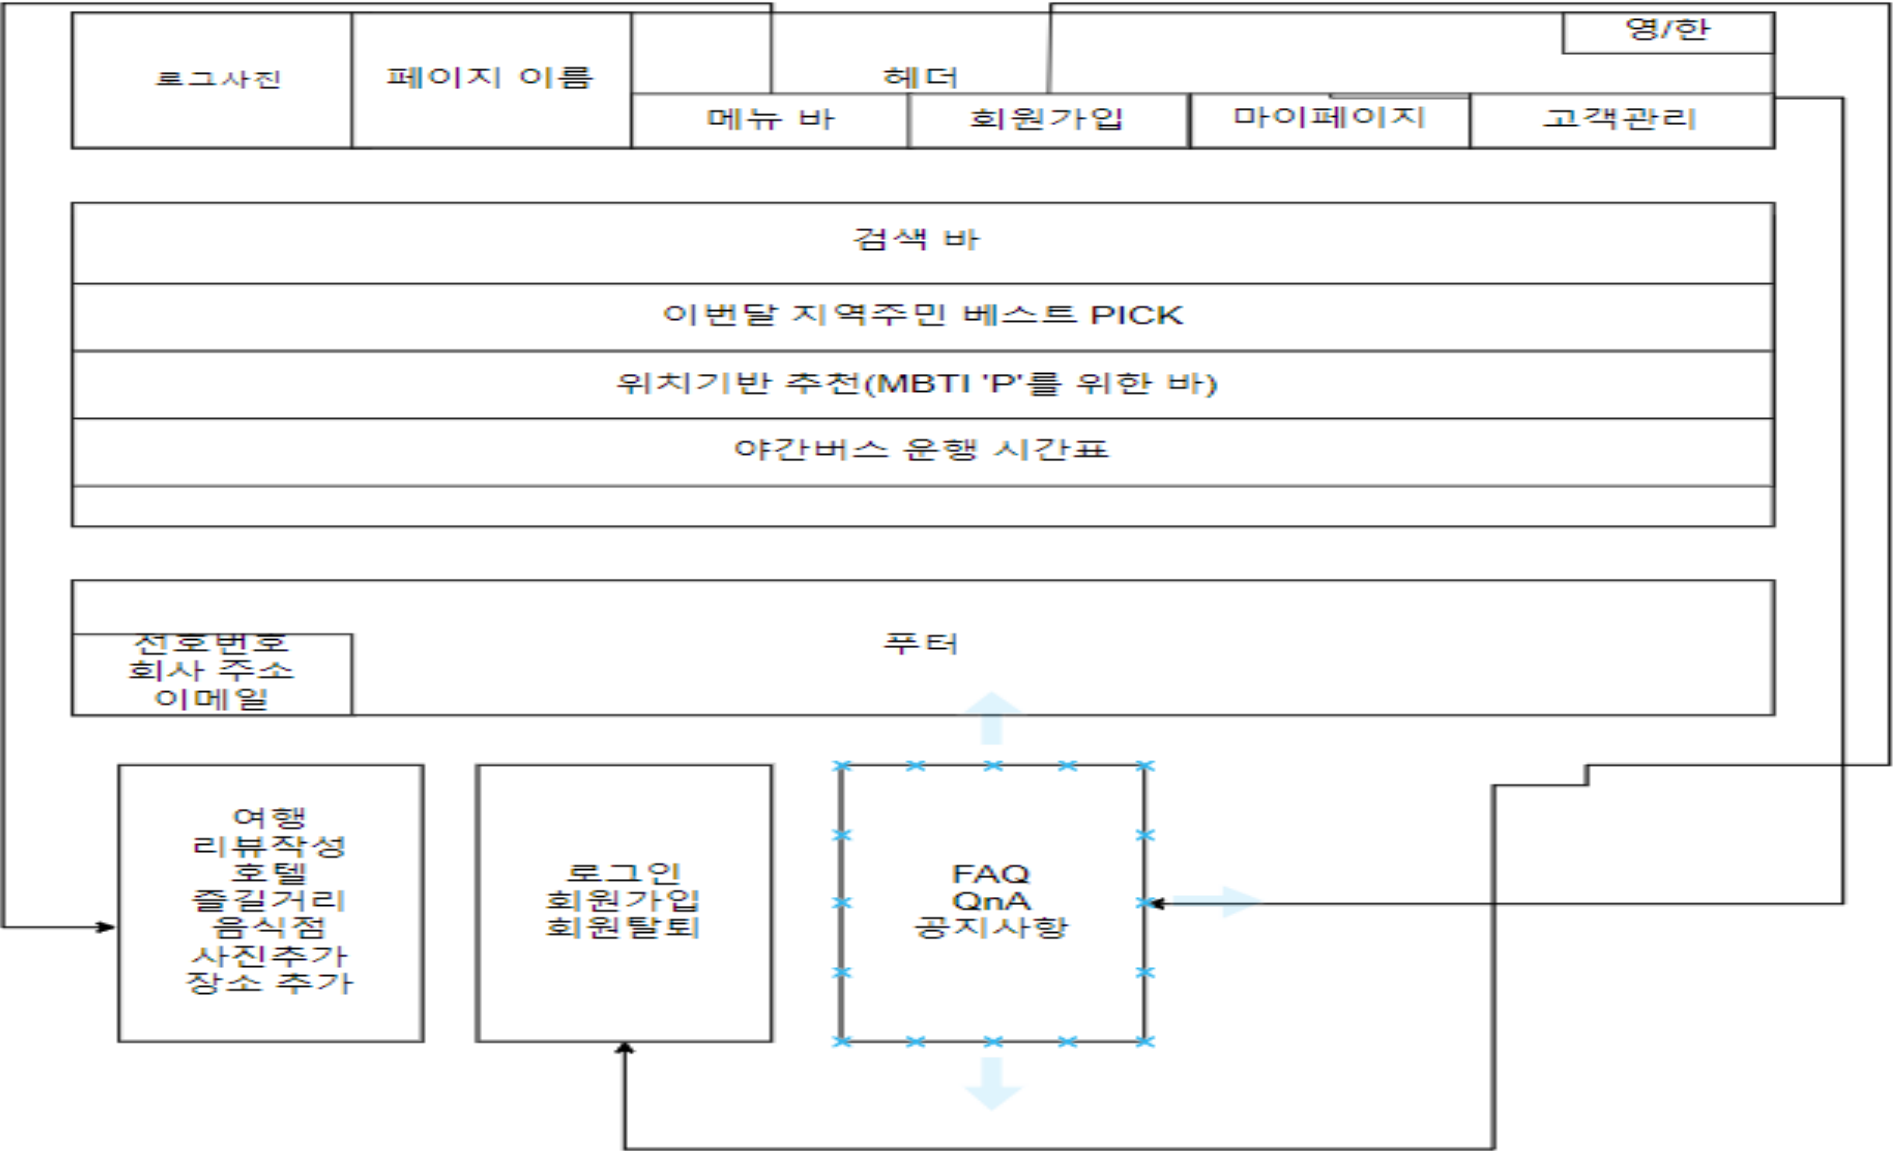 로그사진
페이지 이름
헤더
영/한
메뉴 바
회원가입
마이페이지
고객관리
검색 바
이번달 지역주민 베스트 PICK
위치기반 추천(MBTI 'P'를 위한 바)
야간버스 운행 시간표
푸터
전호번호
회사 주소
이메일
여행
리뷰작성
호텔
즐길거리
음식점
사진추가
장소 추가
로그인
회원가입
회원탈퇴
FAQ
QnA
공지사항